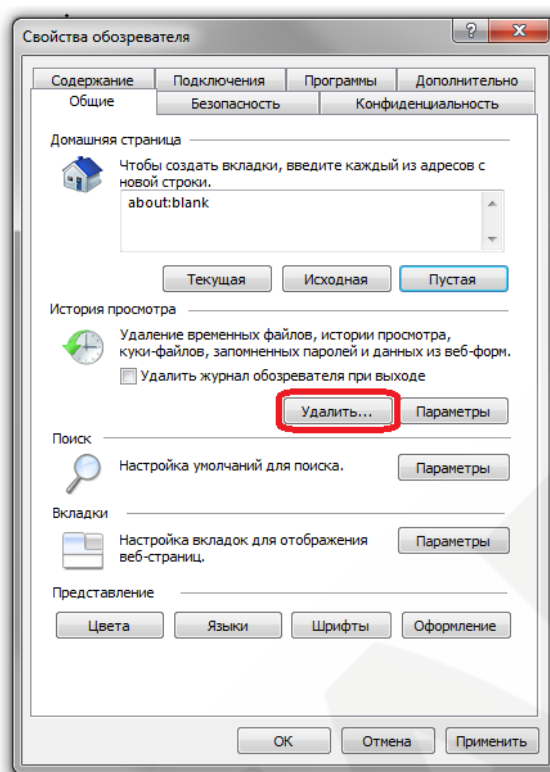 Свойства обозревателя
Содержание Подключения Программы Дополнительно
Общие Безопасность Конфиденциальность
Домашняя страница
Чтобы создать вкладки, введите каждый из адресов с
новой строки.
about:blank
Текущая Исходная Пустая
История просмотра
Удаление временных файлов, истории просмотра,
куки-файлов, запомненных паролей и данных из веб-форм.
Удалить журнал обозревателя при выходе
Удалить... Параметры
Поиск
Настройка умолчаний для поиска.
Параметры
Вкладки
Настройка вкладок для отображения
веб-страниц.
Параметры
Представление
Цвета Языки Шрифты Оформление
ОК Отмена Применить